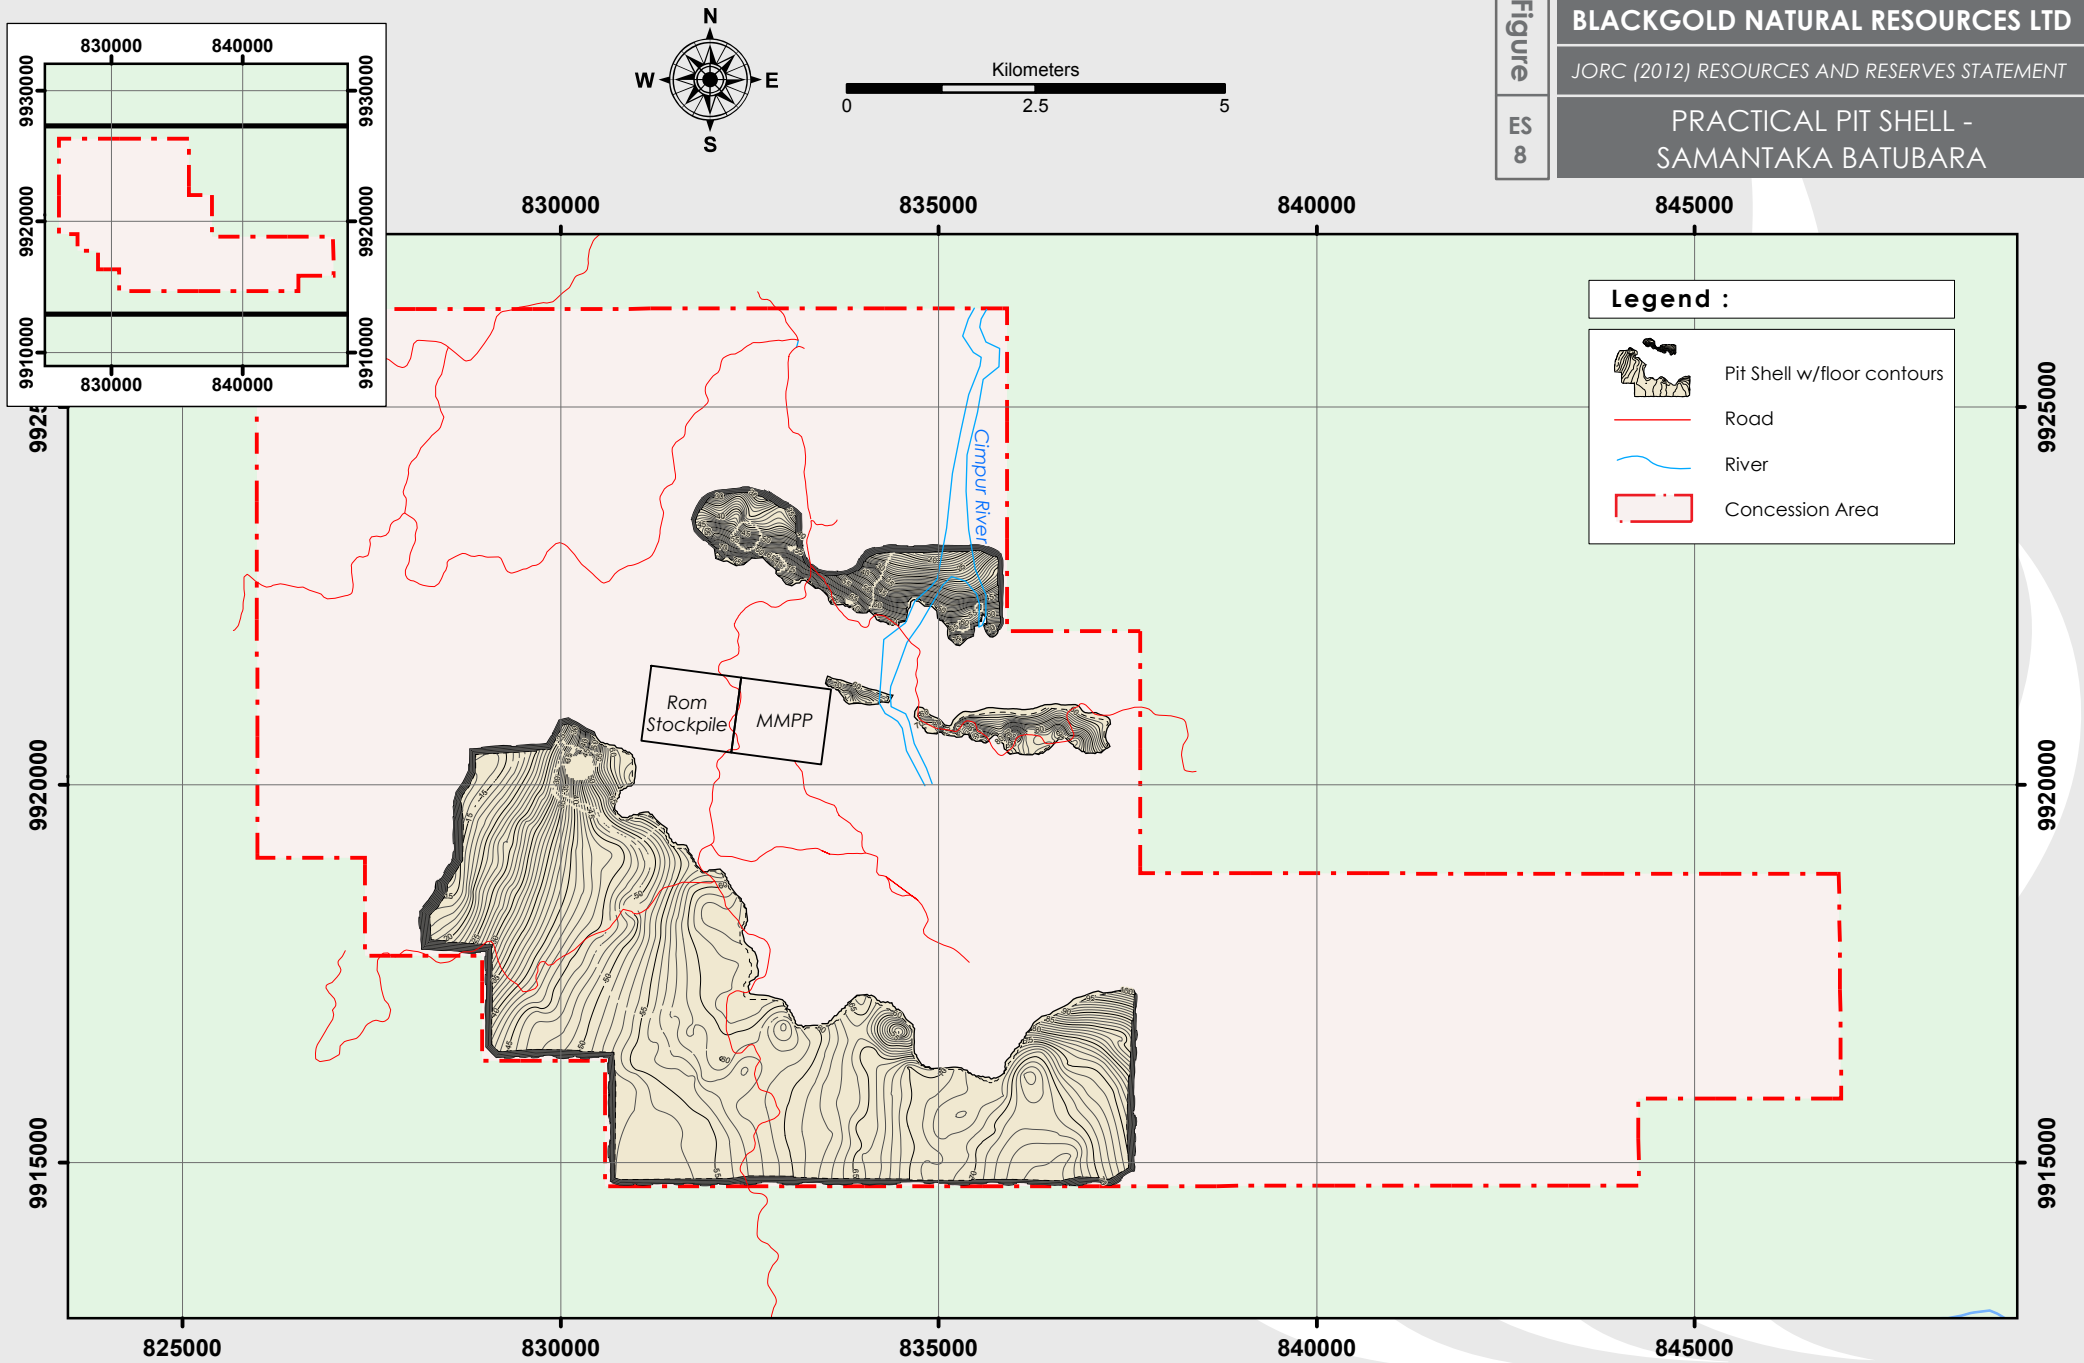 Figure
ES
8
BLACKGOLD NATURAL RESOURCES LTD
JORC (2012) RESOURCES AND RESERVES STATEMENT
PRACTICAL PIT SHELL -
SAMANTAKA BATUBARA
830000 840000
9930000 9930000
9920000 9920000
9910000 9910000
830000 840000
N
W E
S
Kilometers
0 2.5 5
830000 835000 840000 845000
Legend :
Pit Shell w/floor contours
Road
River
Concession Area
9925000
Cimpur River
Rom
Stockpile
MMPP
9920000 9920000
9915000 9915000
825000 830000 835000 840000 845000